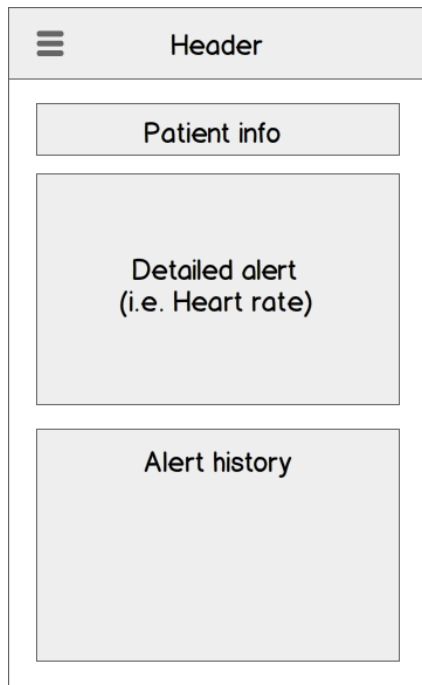 Header
Patient info
Detailed alert
(i.e. Heart rate)
Alert history